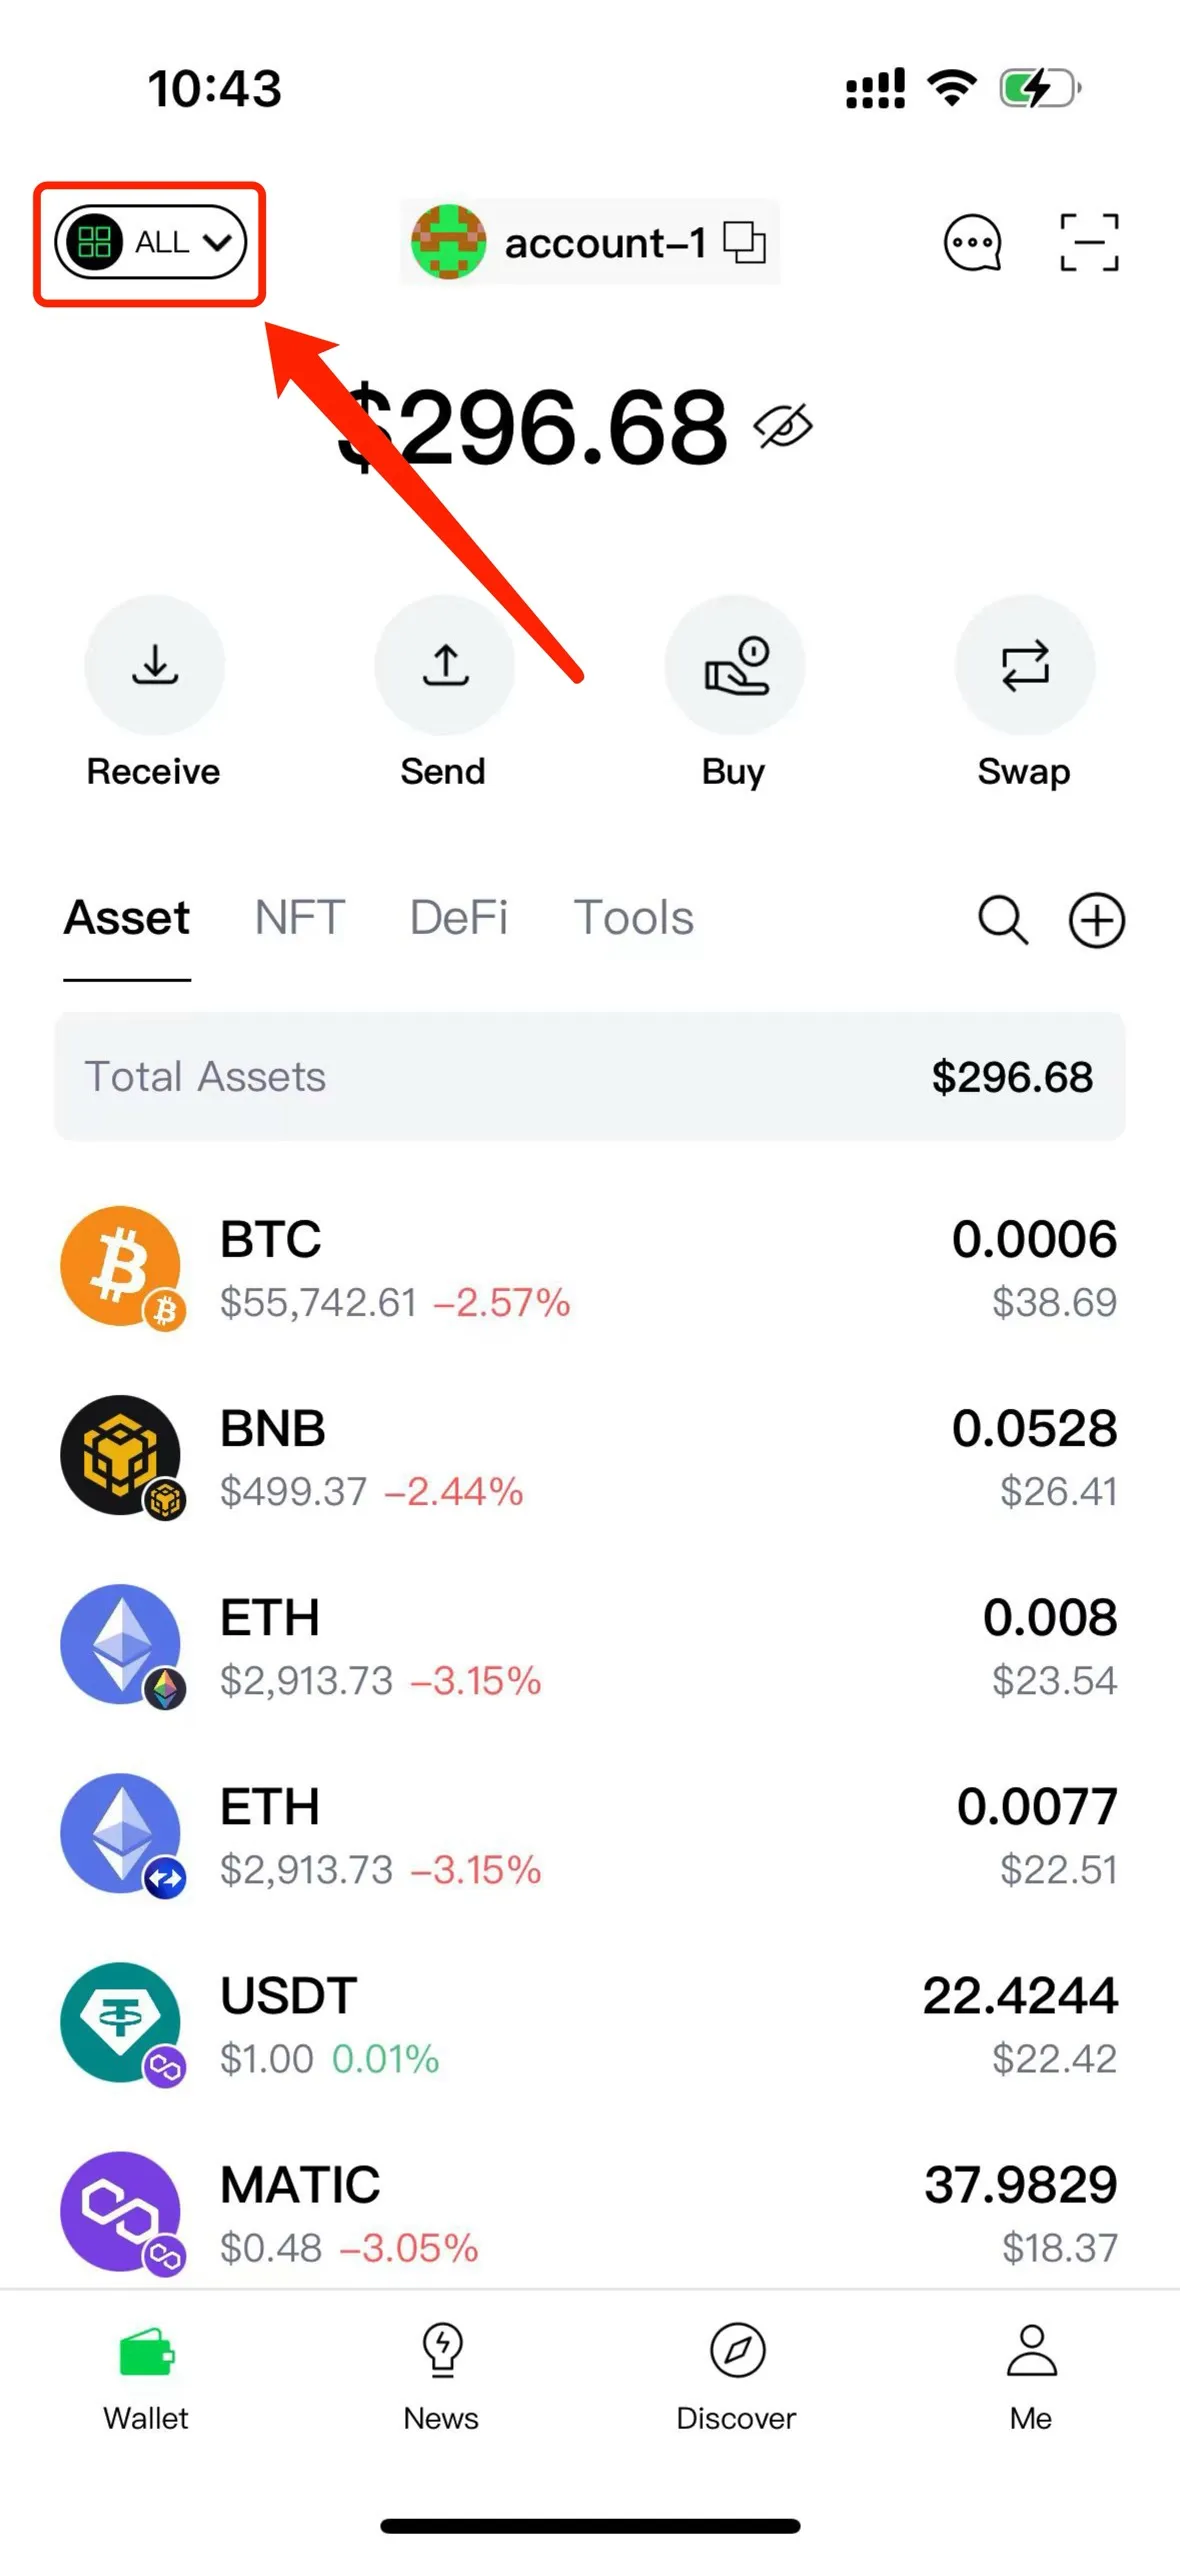 10:43
ALL
account-1
$296.68
Receive Send Buy Swap
Asset NFT DeFi Tools
Total Assets $296.68
BTC 0.0006
$55,742.61 -2.57% $38.69
BNB 0.0528
$499.37 -2.44% $26.41
ETH 0.008
$2,913.73 -3.15% $23.54
ETH 0.0077
$2,913.73 -3.15% $22.51
USDT 22.4244
$1.00 0.01% $22.42
MATIC 37.9829
$0.48 -3.05% $18.37
Wallet News Discover Me